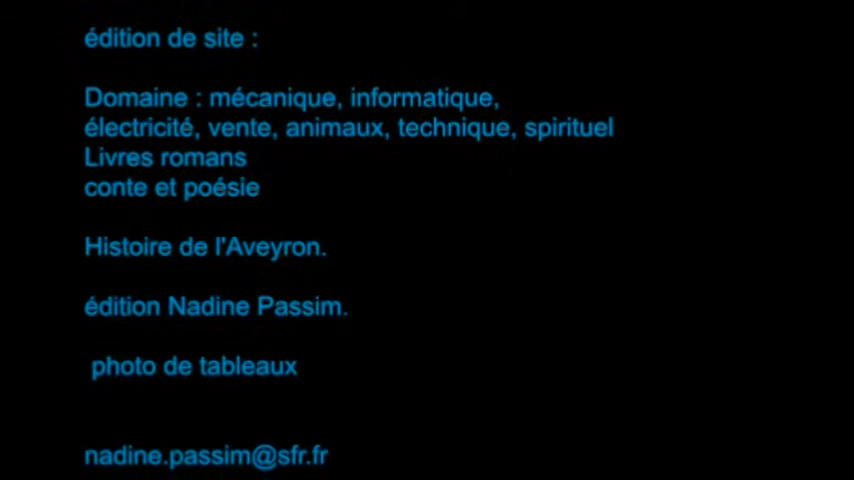 édition de site :
Domaine : mécanique, informatique,
électricité, vente, animaux, technique, spirituel
Livres romans
conte et poésie
Histoire de l'Aveyron.
édition Nadine Passim.
photo de tableaux
nadine.passim@sfr.fr